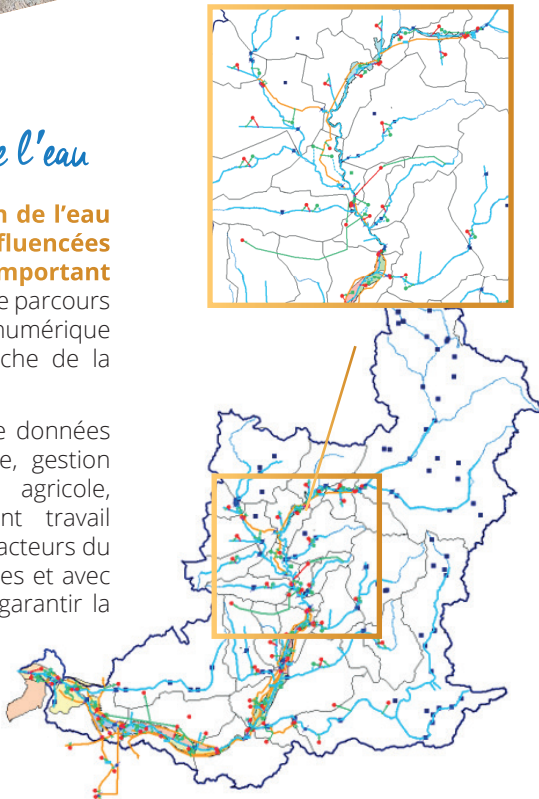 e l'eau
n de l'eau
fluencées
important
e parcours
numérique
che de la
e données
e, gestion
agricole,
nt travail
acteurs du
es et avec
garantir la